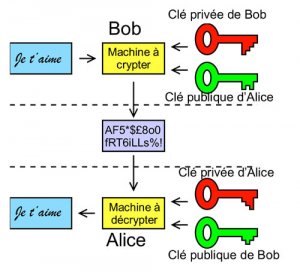 Bob
Clé privée de Bob
Je t'aime
Machine à
crypter
Clé publique d'Alice
AF5*$£8o0
fRT6iLLs%!
Clé privée d'Alice
Je t'aime
Machine à
décrypter
Alice
Clé publique de Bob